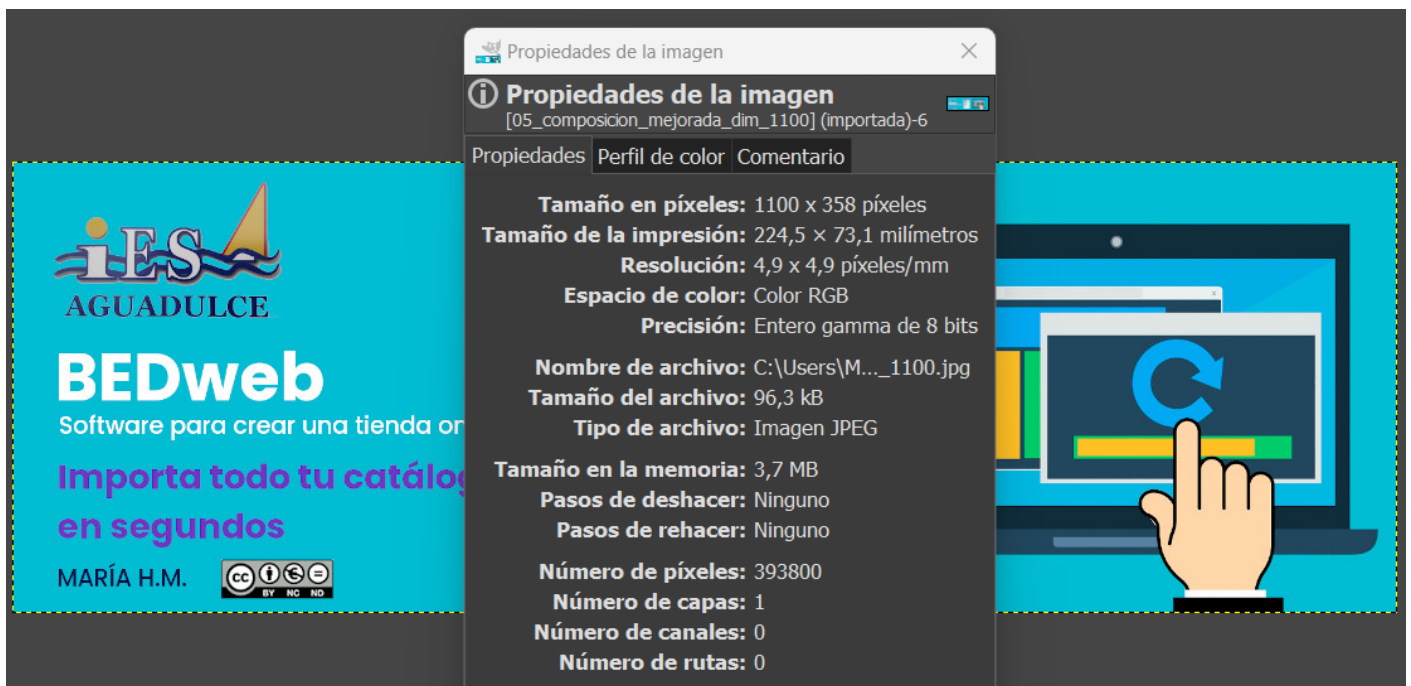 Propiedades de la imagen
Propiedades de la imagen
[05_composicion_mejorada_dim_1100] (importada)-6
Propiedades Perfil de color Comentario
Tamaño en píxeles: 1100 x 358 píxeles
Tamaño de la impresión: 224,5 × 73,1 milímetros
Resolución: 4,9 x 4,9 píxeles/mm
Espacio de color: Color RGB
Precisión: Entero gamma de 8 bits
Nombre de archivo: C:\Users\M..._1100.jpg
Tamaño del archivo: 96,3 kB
Tipo de archivo: Imagen JPEG
Tamaño en la memoria: 3,7 MB
Pasos de deshacer: Ninguno
Pasos de rehacer: Ninguno
Número de píxeles: 393800
Número de capas: 1
Número de canales: 0
Número de rutas: 0
iES
AGUADULCE
BEDweb
Software para crear una tienda
Importa todo tu
en segundos
MARÍA H.M.
cc
BY NC ND